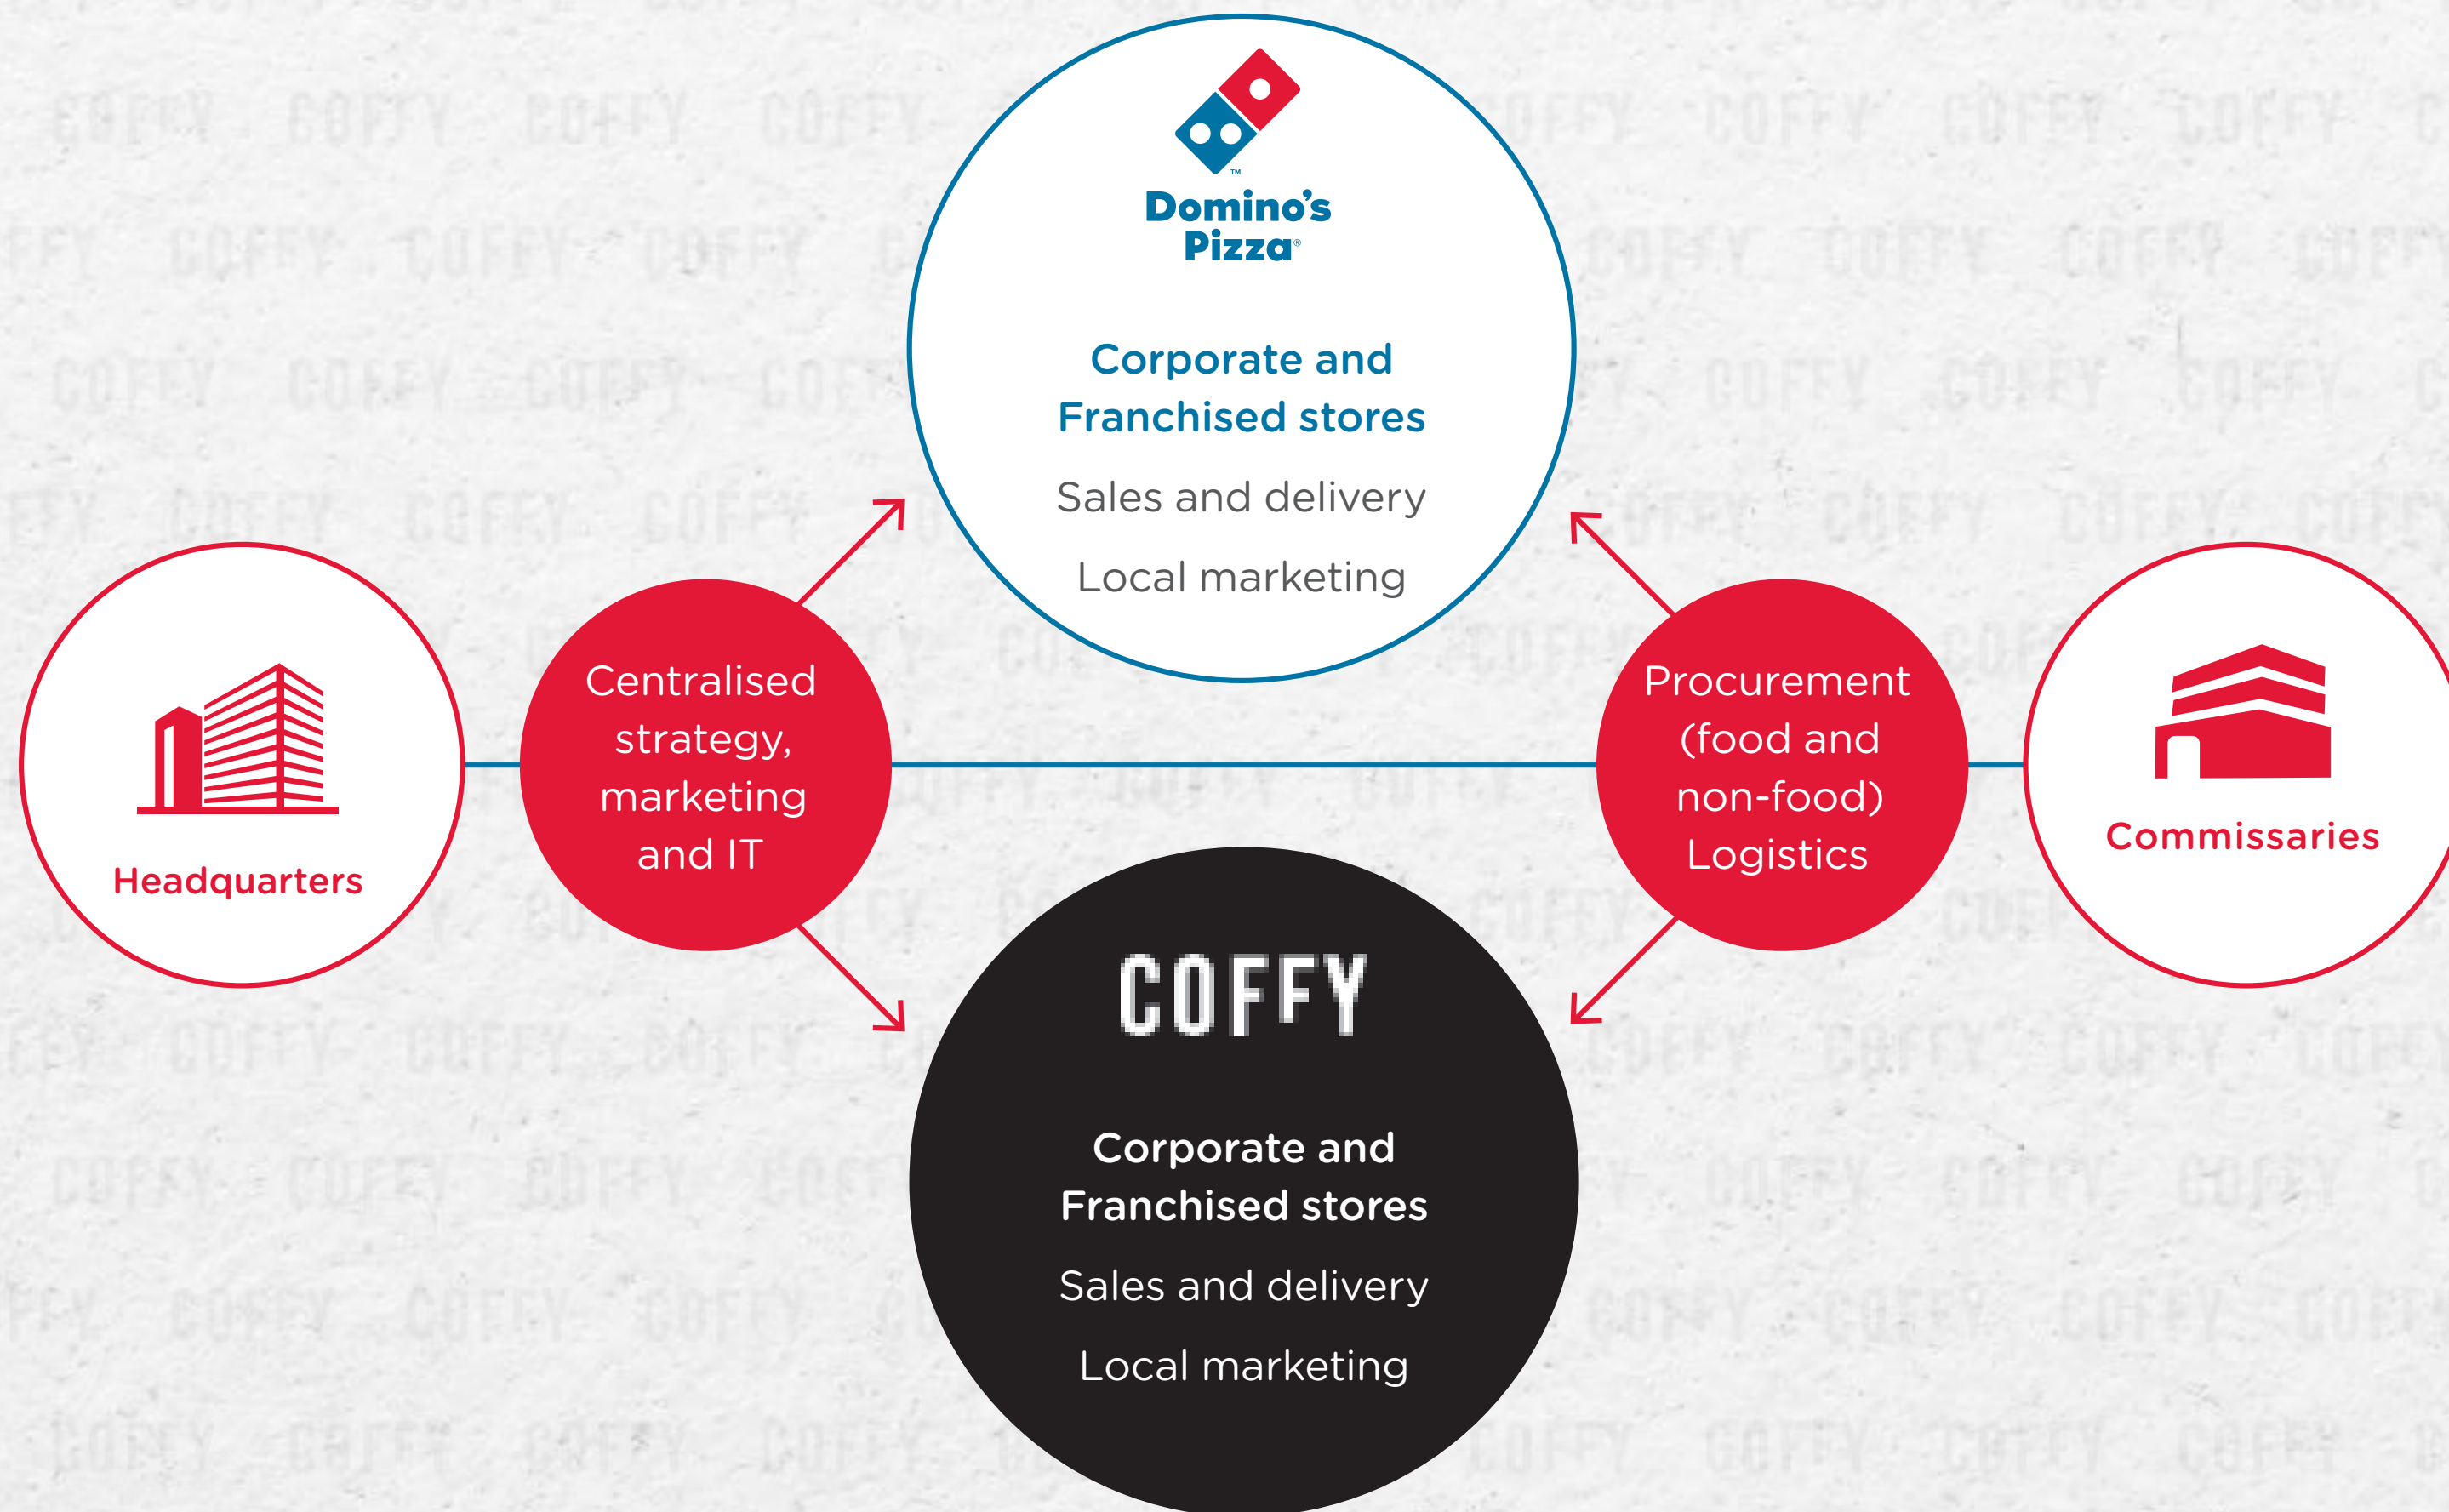 ™
Domino's
Pizza®
Corporate and
Franchised stores
Sales and delivery
Local marketing
Headquarters
Centralised
strategy,
marketing
and IT
Procurement
(food and
non-food)
Logistics
Commissaries
COFFY
Corporate and
Franchised stores
Sales and delivery
Local marketing